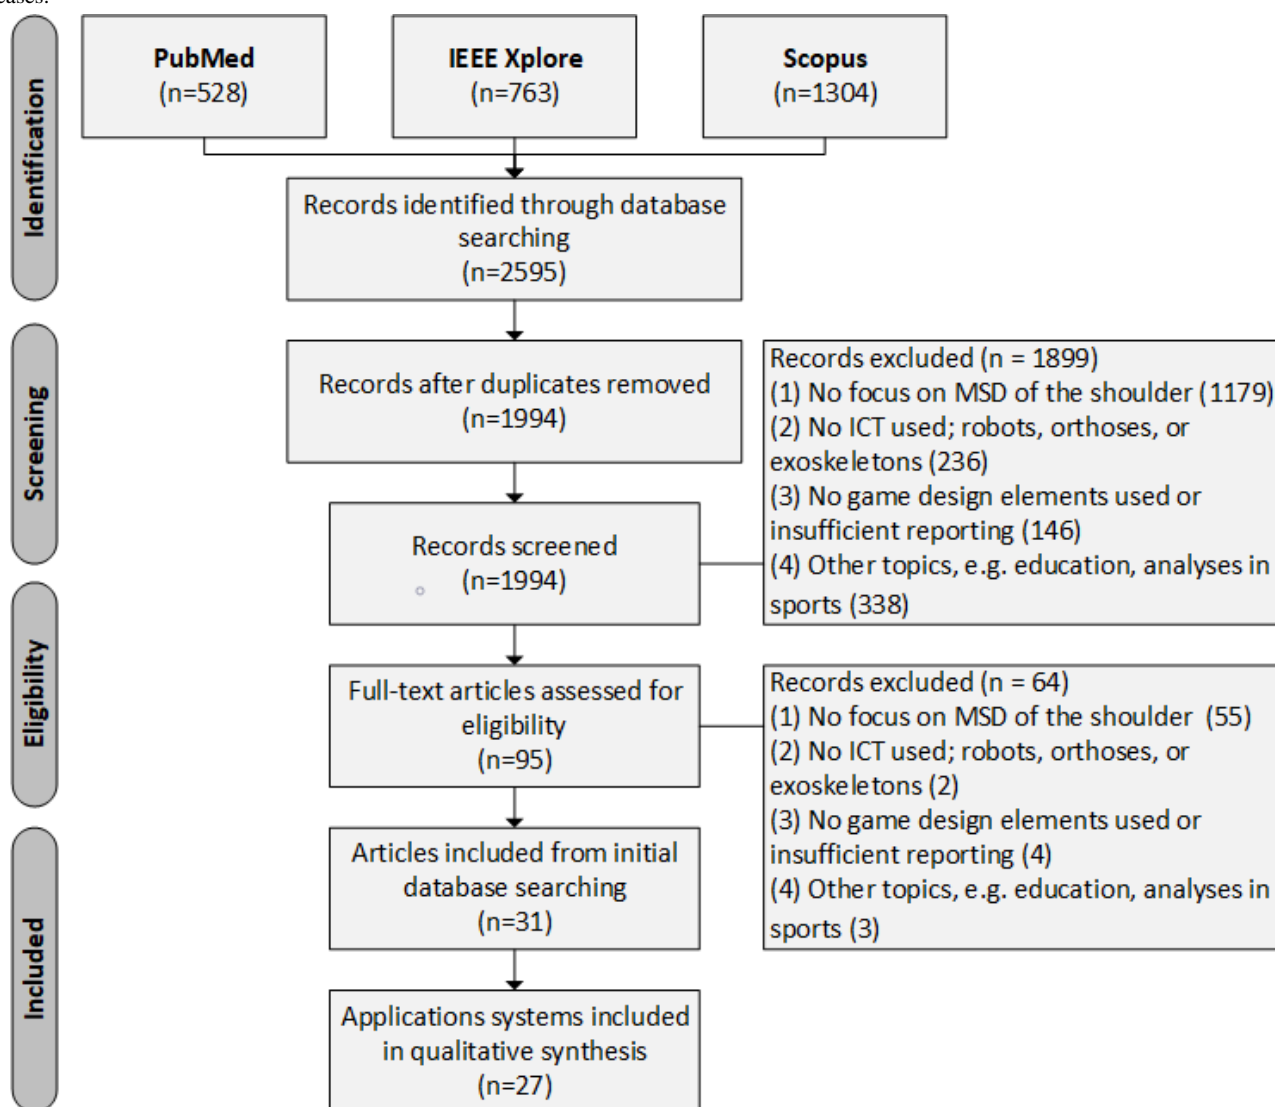 eases.
Identification
PubMed
(n=528)
IEEE Xplore
(n=763)
Scopus
(n=1304)
Records identified through database
searching
(n=2595)
Screening
Records after duplicates removed
(n=1994)
Records screened
(n=1994)
Records excluded (n = 1899)
(1) No focus on MSD of the shoulder (1179)
(2) No ICT used; robots, orthoses, or
exoskeletons (236)
(3) No game design elements used or
insufficient reporting (146)
(4) Other topics, e.g. education, analyses in
sports (338)
Eligibility
Full-text articles assessed for
eligibility
(n=95)
Records excluded (n = 64)
(1) No focus on MSD of the shoulder (55)
(2) No ICT used; robots, orthoses, or
exoskeletons (2)
(3) No game design elements used or
insufficient reporting (4)
(4) Other topics, e.g. education, analyses in
sports (3)
Included
Articles included from initial
database searching
(n=31)
Applications systems included
in qualitative synthesis
(n=27)